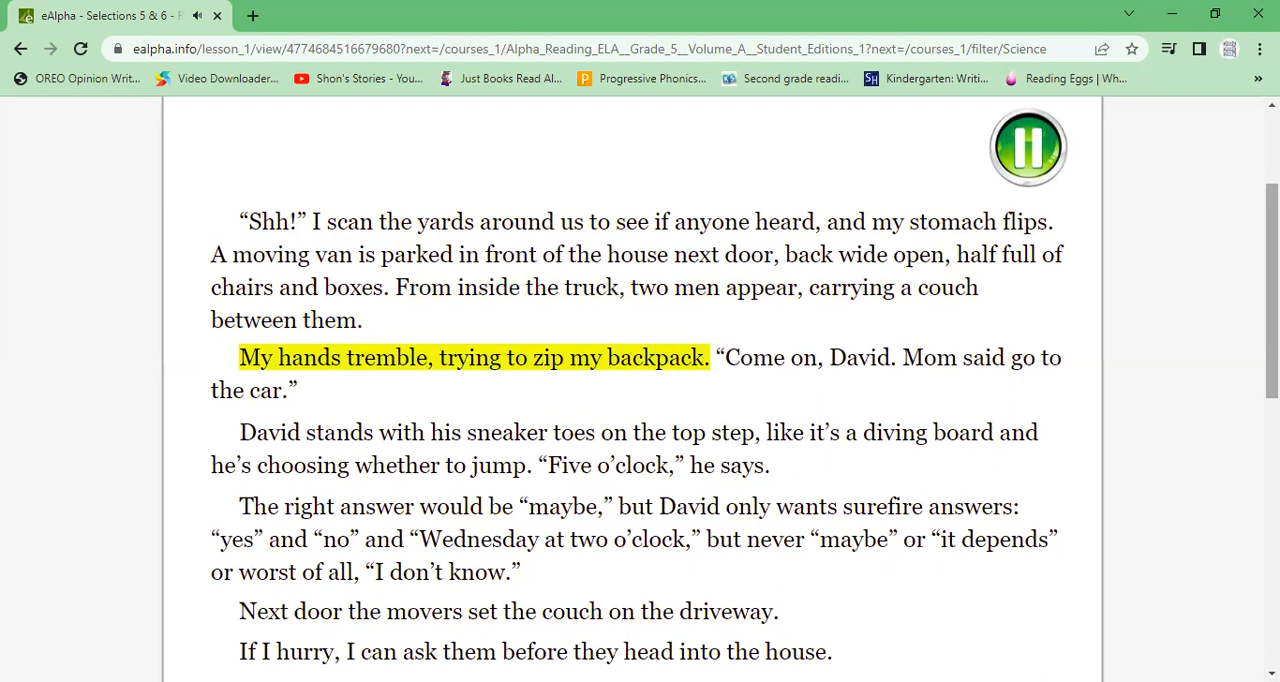 eAlpha - Selections 5 & 6 - R
ealpha.info/lesson_1/view/4774684516679680?next=/courses_1/Alpha_Reading_ELA__Grade_5__Volume_A__Student_Editions_1?next=/courses_1/filter/Science
OREO Opinion Writ... Video Downloader... Shon's Stories - You... Just Books Read Al... Progressive Phonics... Second grade readi... Kindergarten: Writi... Reading Eggs | Wh... »
“Shh!” I scan the yards around us to see if anyone heard, and my stomach flips.
A moving van is parked in front of the house next door, back wide open, half full of
chairs and boxes. From inside the truck, two men appear, carrying a couch
between them.
My hands tremble, trying to zip my backpack. “Come on, David. Mom said go to
the car.”
David stands with his sneaker toes on the top step, like it’s a diving board and
he’s choosing whether to jump. “Five o’clock,” he says.
The right answer would be “maybe,” but David only wants surefire answers:
“yes” and “no” and “Wednesday at two o’clock,” but never “maybe” or “it depends”
or worst of all, “I don’t know.”
Next door the movers set the couch on the driveway.
If I hurry, I can ask them before they head into the house.